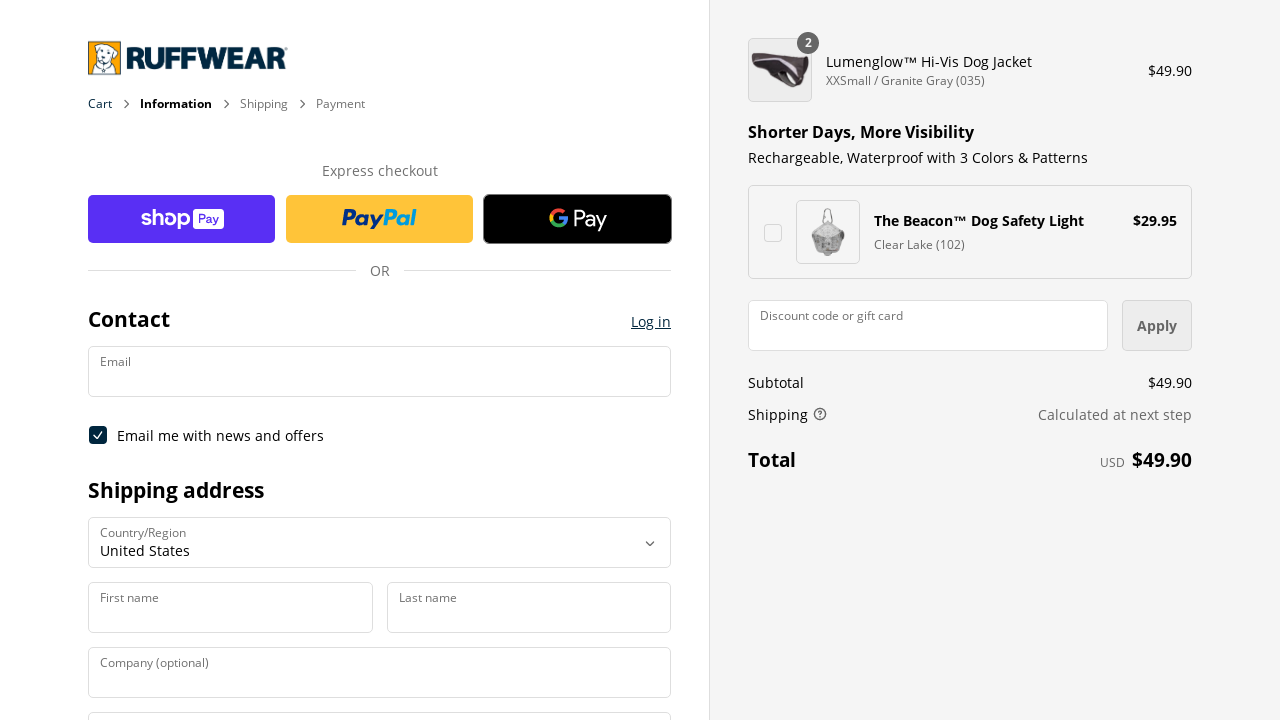 RUFFWEAR
Cart > Information > Shipping > Payment
Express checkout
shop Pay
PayPal
G Pay
OR
Contact
Log in
Email
Email me with news and offers
Shipping address
Country/Region
United States
First name
Last name
Company (optional)
2
Lumenglow™ Hi-Vis Dog Jacket
XXSmall / Granite Gray (035)
$49.90
Shorter Days, More Visibility
Rechargeable, Waterproof with 3 Colors & Patterns
The Beacon™ Dog Safety Light
$29.95
Clear Lake (102)
Discount code or gift card
Apply
Subtotal
$49.90
Shipping
Calculated at next step
Total
USD $49.90